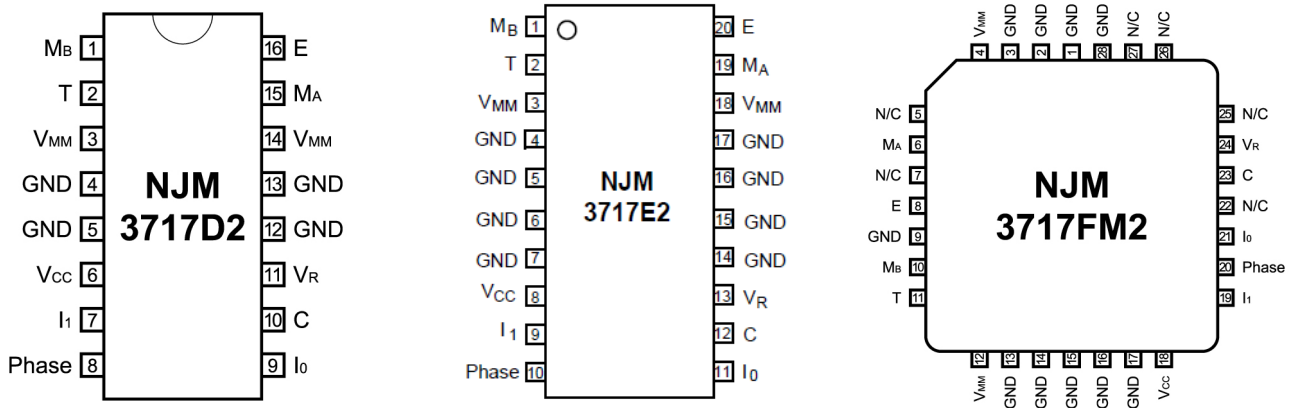 MB 1 16 E
T 2 15 MA
VMM 3 14 VMM
GND 4 13 GND
GND 5 12 GND
VCC 6 11 VR
I1 7 10 C
Phase 8 9 I0
NJM
3717D2
MB 1 20 E
T 2 19 MA
VMM 3 18 VMM
GND 4 17 GND
GND 5 16 GND
GND 6 15 GND
GND 7 14 GND
VCC 8 13 VR
I1 9 12 C
Phase 10 11 I0
NJM
3717E2
VMM GND GND GND GND N/C N/C
4 3 2 1 28 27 26
N/C 5 25 N/C
MA 6 24 VR
N/C 7 23 C
E 8 22 N/C
GND 9 21 I0
MB 10 20 Phase
T 11 19 I1
NJM
3717FM2
12 13 14 15 16 17 18
VMM GND GND GND GND GND VCC